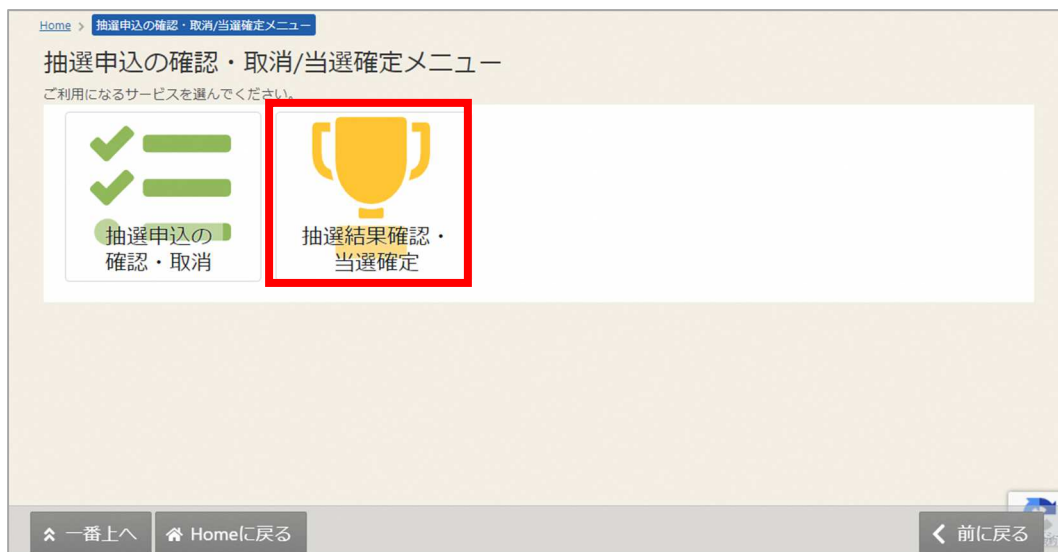 Home > 抽選申込の確認・取消/当選確定メニュー
抽選申込の確認・取消/当選確定メニュー
ご利用になるサービスを選んでください。
抽選申込の
確認・取消
抽選結果確認・
当選確定
一番上へ
Homeに戻る
前に戻る